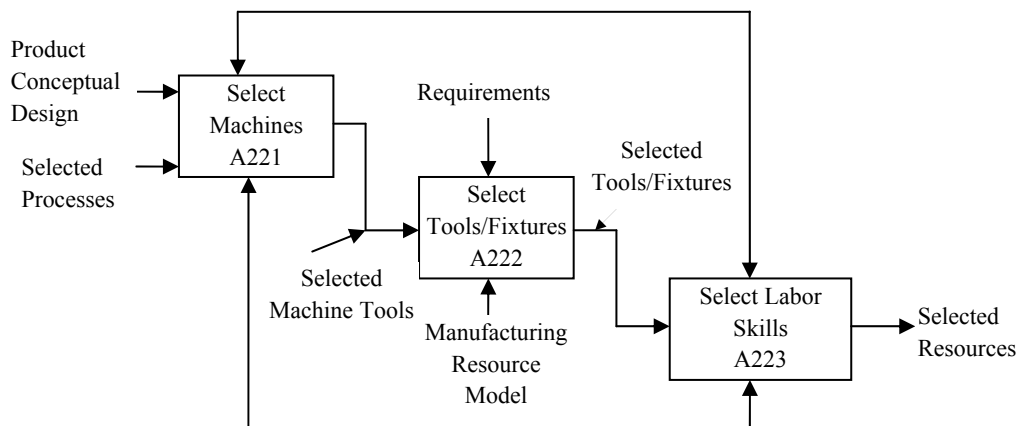 Product
Conceptual
Design
Selected
Processes
Select
Machines
A221
Requirements
Selected
Machine Tools
Select
Tools/Fixtures
A222
Manufacturing
Resource
Model
Selected
Tools/Fixtures
Select Labor
Skills
A223
Selected
Resources